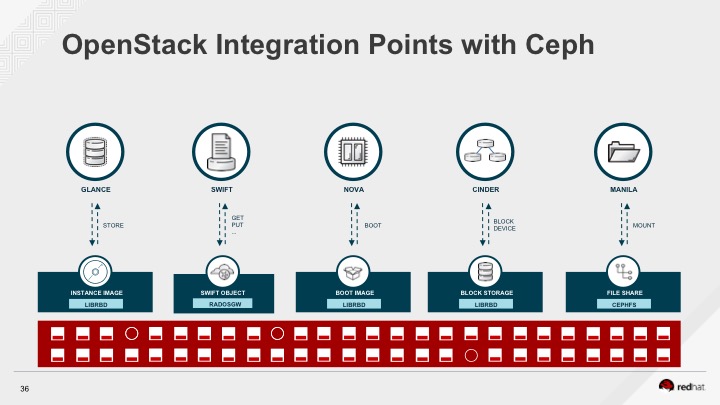 OpenStack Integration Points with Ceph
GLANCE
SWIFT
NOVA
CINDER
MANILA
STORE
GET
PUT
...
BOOT
BLOCK
DEVICE
MOUNT
INSTANCE IMAGE
LIBRBD
SWIFT OBJECT
RADOSGW
BOOT IMAGE
LIBRBD
BLOCK STORAGE
LIBRBD
FILE SHARE
CEPHFS
36
redhat.